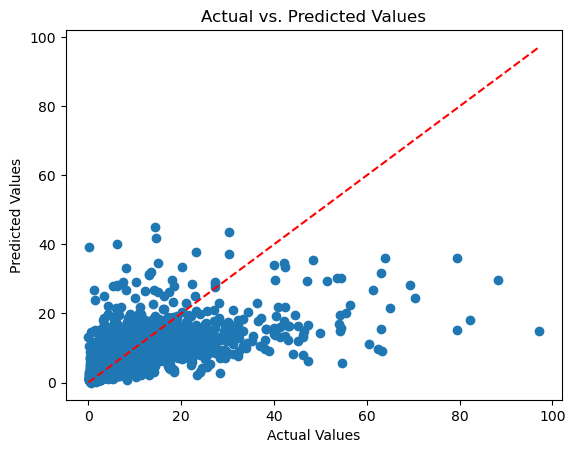 Actual vs. Predicted Values
100
80
60
40
20
0
Predicted Values
0 20 40 60 80 100
Actual Values